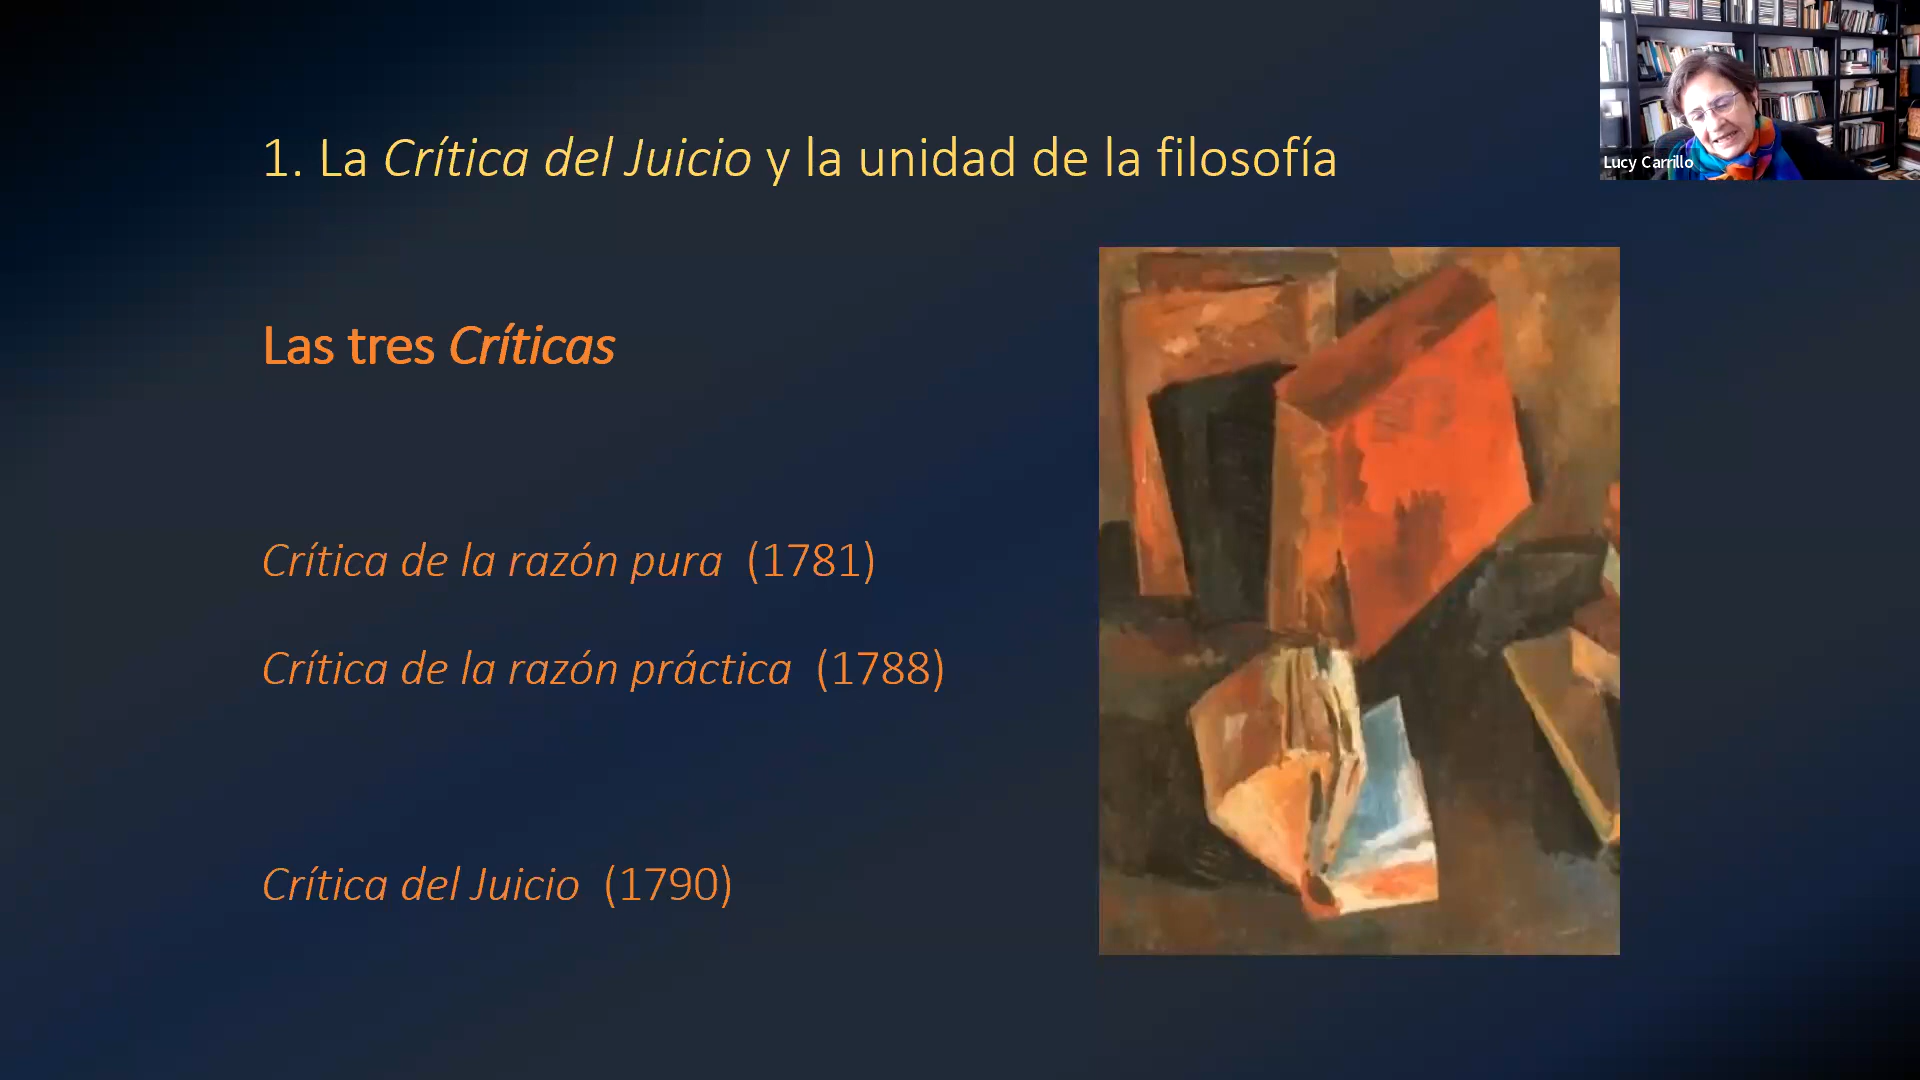 1. La Crítica del Juicio y la unidad de la filosofía
Lucy Carrillo
Las tres Críticas
Crítica de la razón pura (1781)
Crítica de la razón práctica (1788)
Crítica del Juicio (1790)